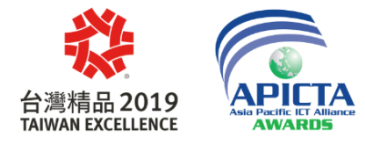 台灣精品 2019
TAIWAN EXCELLENCE
APICTA
Asia Pacific ICT Alliance
AWARDS